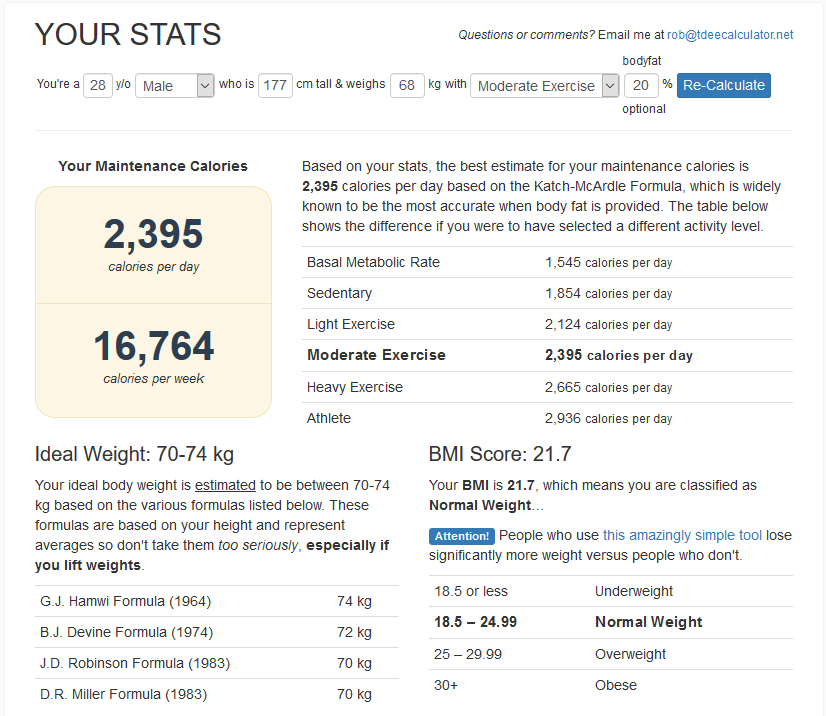 YOUR STATS
Questions or comments? Email me at rob@tdeecalculator.net
bodyfat
You're a 28 y/o Male who is 177 cm tall & weighs 68 kg with Moderate Exercise 20 % Re-Calculate
optional
Your Maintenance Calories
2,395
calories per day
16,764
calories per week
Based on your stats, the best estimate for your maintenance calories is
2,395 calories per day based on the Katch-McArdle Formula, which is widely
known to be the most accurate when body fat is provided. The table below
shows the difference if you were to have selected a different activity level.
Basal Metabolic Rate 1,545 calories per day
Sedentary 1,854 calories per day
Light Exercise 2,124 calories per day
Moderate Exercise 2,395 calories per day
Heavy Exercise 2,665 calories per day
Athlete 2,936 calories per day
Ideal Weight: 70-74 kg
Your ideal body weight is estimated to be between 70-74
kg based on the various formulas listed below. These
formulas are based on your height and represent
averages so don't take them too seriously, especially if
you lift weights.
G.J. Hamwi Formula (1964) 74 kg
B.J. Devine Formula (1974) 72 kg
J.D. Robinson Formula (1983) 70 kg
D.R. Miller Formula (1983) 70 kg
BMI Score: 21.7
Your BMI is 21.7, which means you are classified as
Normal Weight...
Attention! People who use this amazingly simple tool lose
significantly more weight versus people who don't.
18.5 or less Underweight
18.5 – 24.99 Normal Weight
25 – 29.99 Overweight
30+ Obese